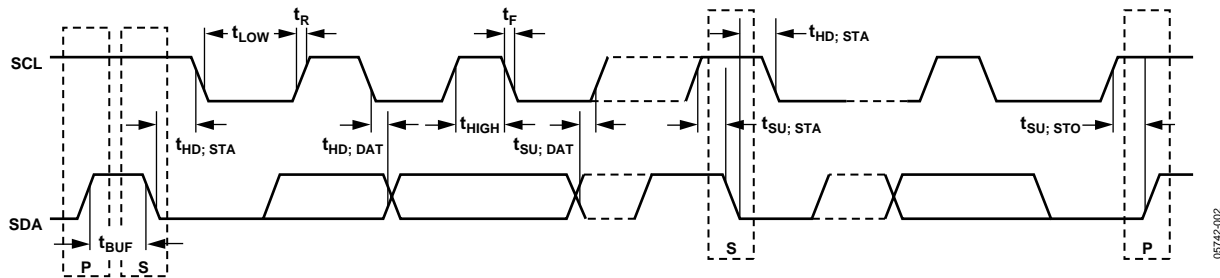 tLOW
tR
tF
tHD; STA
SCL
tHD; STA
tHD; DAT
tHIGH
tSU; DAT
tSU; STA
tSU; STO
SDA
tBUF
P
S
S
P
05742-002